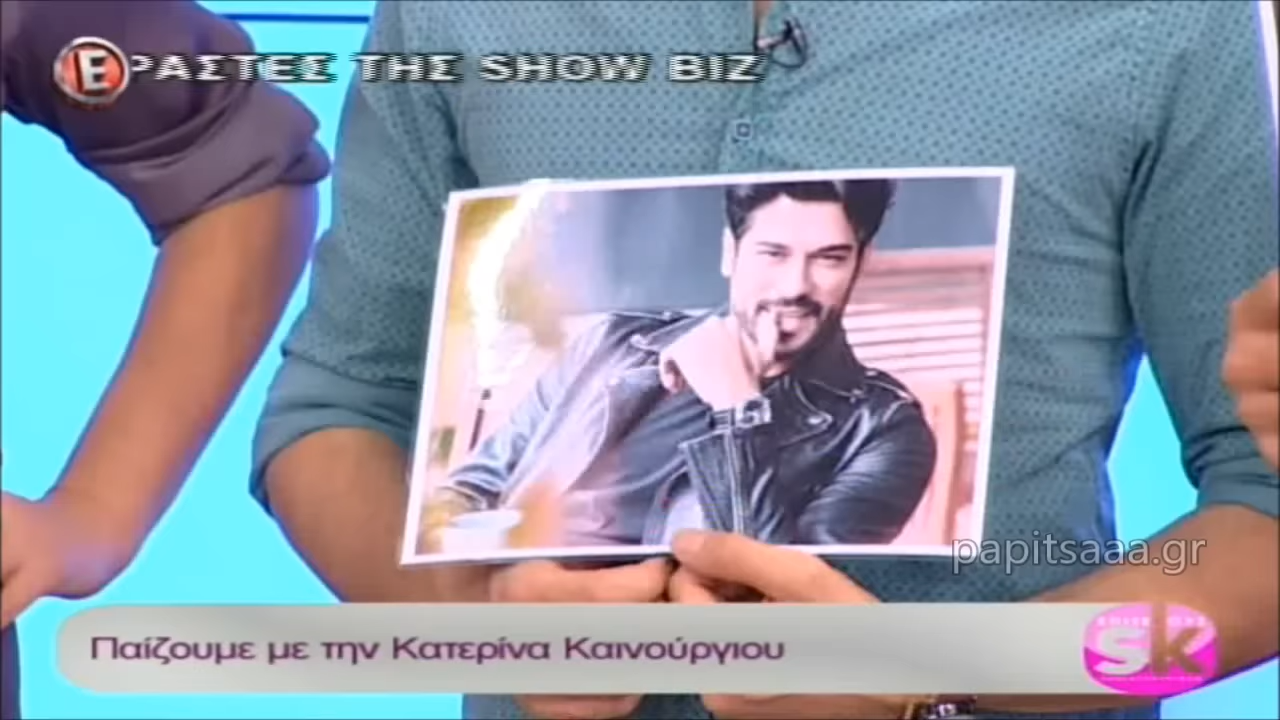 Ε ΡΑΣΤΕΣ ΤΗΣ SHOW BIZ
papitsaaa.gr
Παίζουμε με την Κατερίνα Καινούργιου
SK